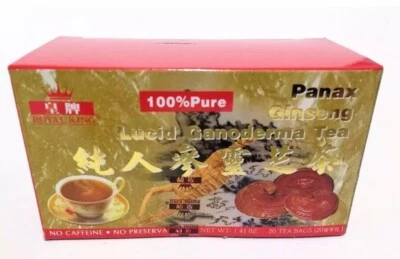 皇牌
ROYAL KING
100%Pure
Panax
Ginseng
Lucid Ganoderma Tea
純人參靈芝茶
NO CAFFEINE • NO PRESERVA
NET WT. 1.41 OZ
20 TEA BAGS